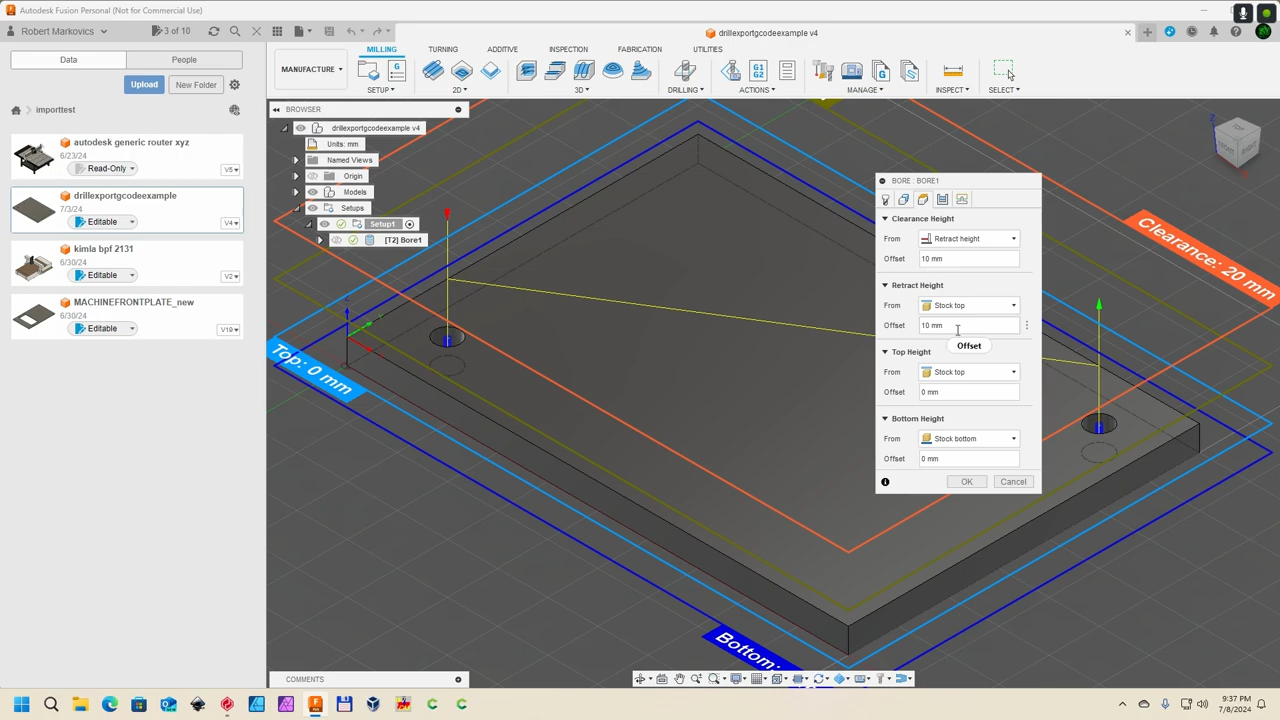 Autodesk Fusion Personal (Not for Commercial Use)
Robert Markovics
3 of 10
drillexportgcodeexample v4
Data
People
MILLING
TURNING
ADDITIVE
INSPECTION
FABRICATION
UTILITIES
MANUFACTURE
G
G1
G2
G
SETUP
2D
3D
DRILLING
ACTIONS
MANAGE
INSPECT
SELECT
Upload
New Folder
importtest
autodesk generic router xyz
6/23/24
Read-Only
V5
drillexportgcodeexample
7/3/24
Editable
V4
kimla bpf 2131
6/30/24
Editable
V2
MACHINEFRONTPLATE_new
6/30/24
Editable
V19
BROWSER
drillexportgcodeexample v4
Units: mm
Named Views
Origin
Models
Setups
Setup1
[T2] Bore1
Top: 0 mm
Bottom:
Clearance: 20 mm
Z
TOP
BORE : BORE1
Clearance Height
From
Retract height
Offset
10 mm
Retract Height
From
Stock top
Offset
10 mm
Offset
Top Height
From
Stock top
Offset
0 mm
Bottom Height
From
Stock bottom
Offset
0 mm
OK
Cancel
COMMENTS
9:37 PM
7/8/2024